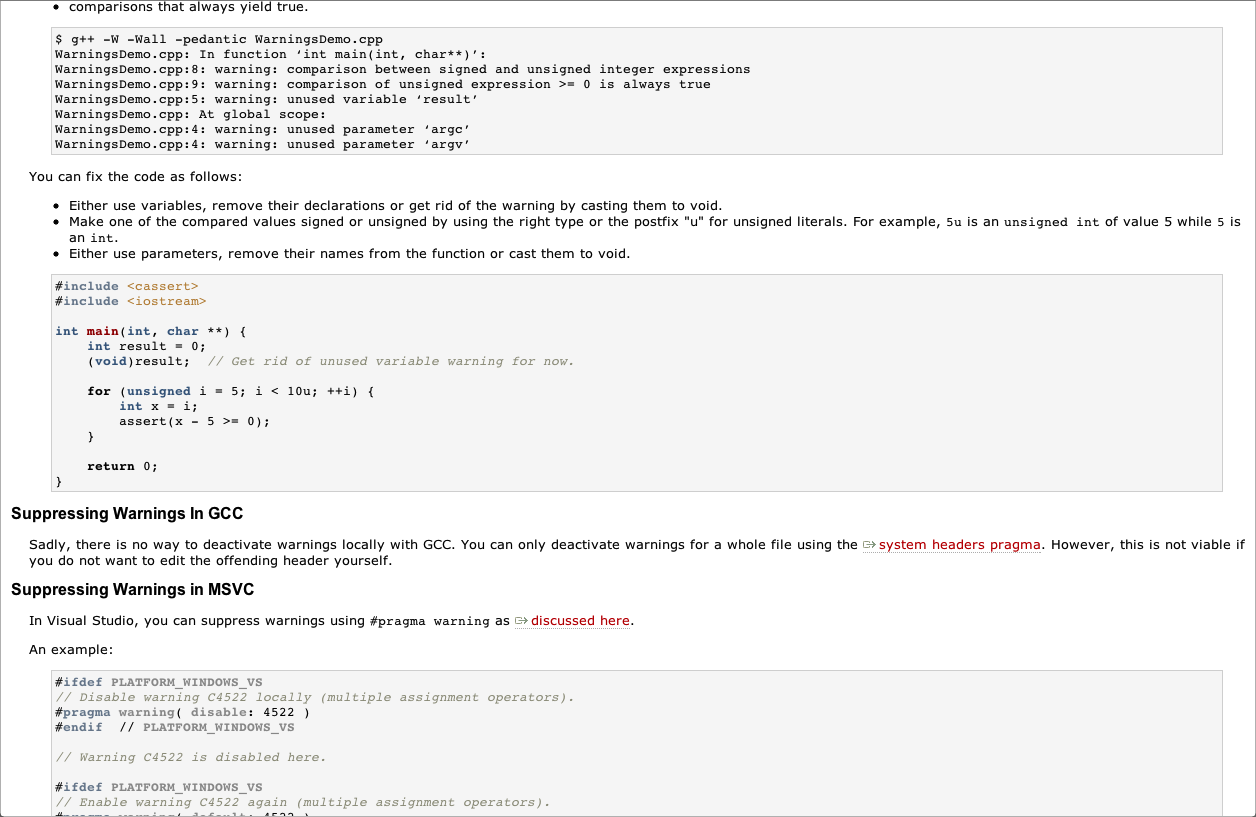 • comparisons that always yield true.
$ g++ -W -Wall -pedantic WarningsDemo.cpp
WarningsDemo.cpp: In function ‘int main(int, char**)’:
WarningsDemo.cpp:8: warning: comparison between signed and unsigned integer expressions
WarningsDemo.cpp:9: warning: comparison of unsigned expression >= 0 is always true
WarningsDemo.cpp:5: warning: unused variable ‘result’
WarningsDemo.cpp: At global scope:
WarningsDemo.cpp:4: warning: unused parameter ‘argc’
WarningsDemo.cpp:4: warning: unused parameter ‘argv’
You can fix the code as follows:
• Either use variables, remove their declarations or get rid of the warning by casting them to void.
• Make one of the compared values signed or unsigned by using the right type or the postfix "u" for unsigned literals. For example, 5u is an unsigned int of value 5 while 5 is
an int.
• Either use parameters, remove their names from the function or cast them to void.
#include <cassert>
#include <iostream>
int main(int, char **) {
    int result = 0;
    (void)result;  // Get rid of unused variable warning for now.
    for (unsigned i = 5; i < 10u; ++i) {
        int x = i;
        assert(x - 5 >= 0);
    }
    return 0;
}
Suppressing Warnings In GCC
Sadly, there is no way to deactivate warnings locally with GCC. You can only deactivate warnings for a whole file using the system headers pragma. However, this is not viable if
you do not want to edit the offending header yourself.
Suppressing Warnings in MSVC
In Visual Studio, you can suppress warnings using #pragma warning as discussed here.
An example:
#ifdef PLATFORM_WINDOWS_VS
// Disable warning C4522 locally (multiple assignment operators).
#pragma warning( disable: 4522 )
#endif  // PLATFORM_WINDOWS_VS
// Warning C4522 is disabled here.
#ifdef PLATFORM_WINDOWS_VS
// Enable warning C4522 again (multiple assignment operators).
#pragma warning( default: 4522 )